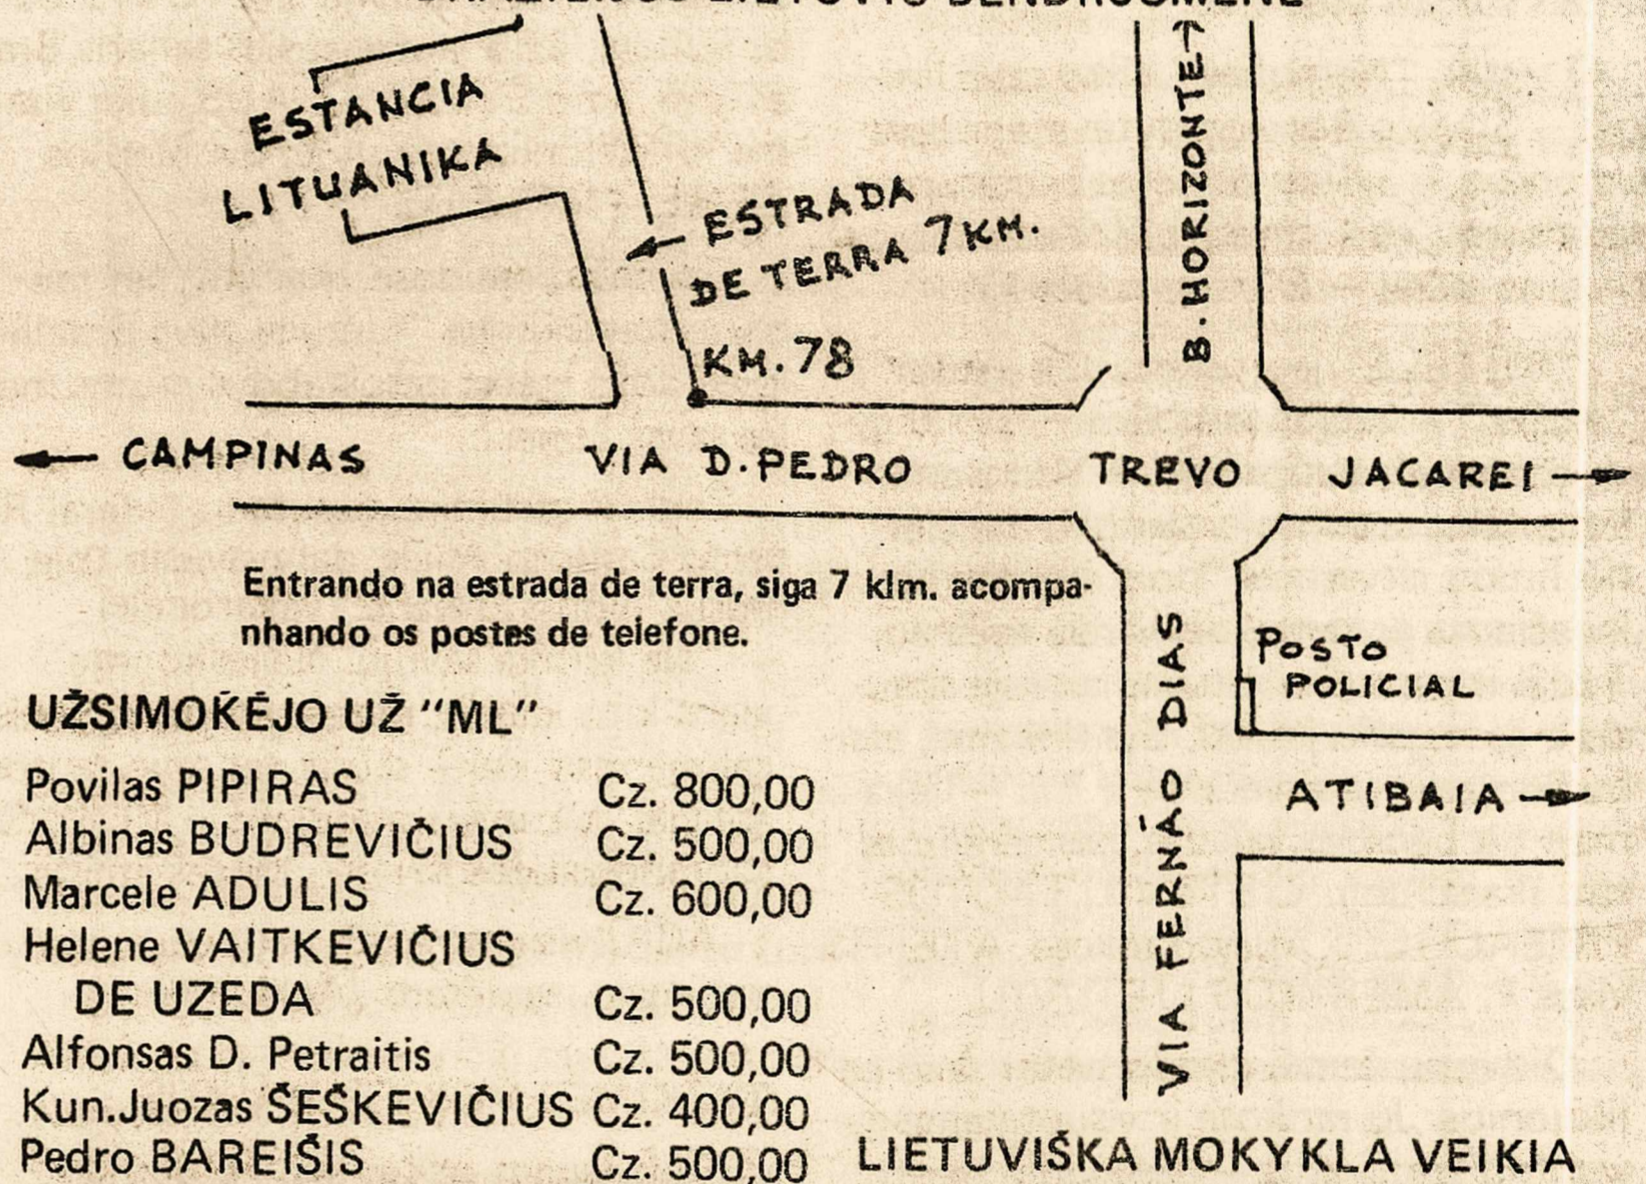 ESTANCIA
LITUANIKA
ESTRADA
DE TERRA 7 KM.
KM. 78
B. HORIZONTE
CAMPINAS
VIA D. PEDRO
TREVO
JACAREI
Entrando na estrada de terra, siga 7 klm. acompa-
nhando os postes de telefone.
POSTO
POLICIAL
ATIBAIA
VIA FERNÃO DIAS
UŽSIMOKĖJO UŽ "ML"
Povilas PIPIRAS Cz. 800,00
Albinas BUDREVIČIUS Cz. 500,00
Marcele ADULIS Cz. 600,00
Helene VAITKEVIČIUS
DE UZEDA Cz. 500,00
Alfonsas D. Petraitis Cz. 500,00
Kun.Juozas ŠEŠKEVIČIUS Cz. 400,00
Pedro BAREIŠIS Cz. 500,00
LIETUVIŠKA MOKYKLA VEIKIA